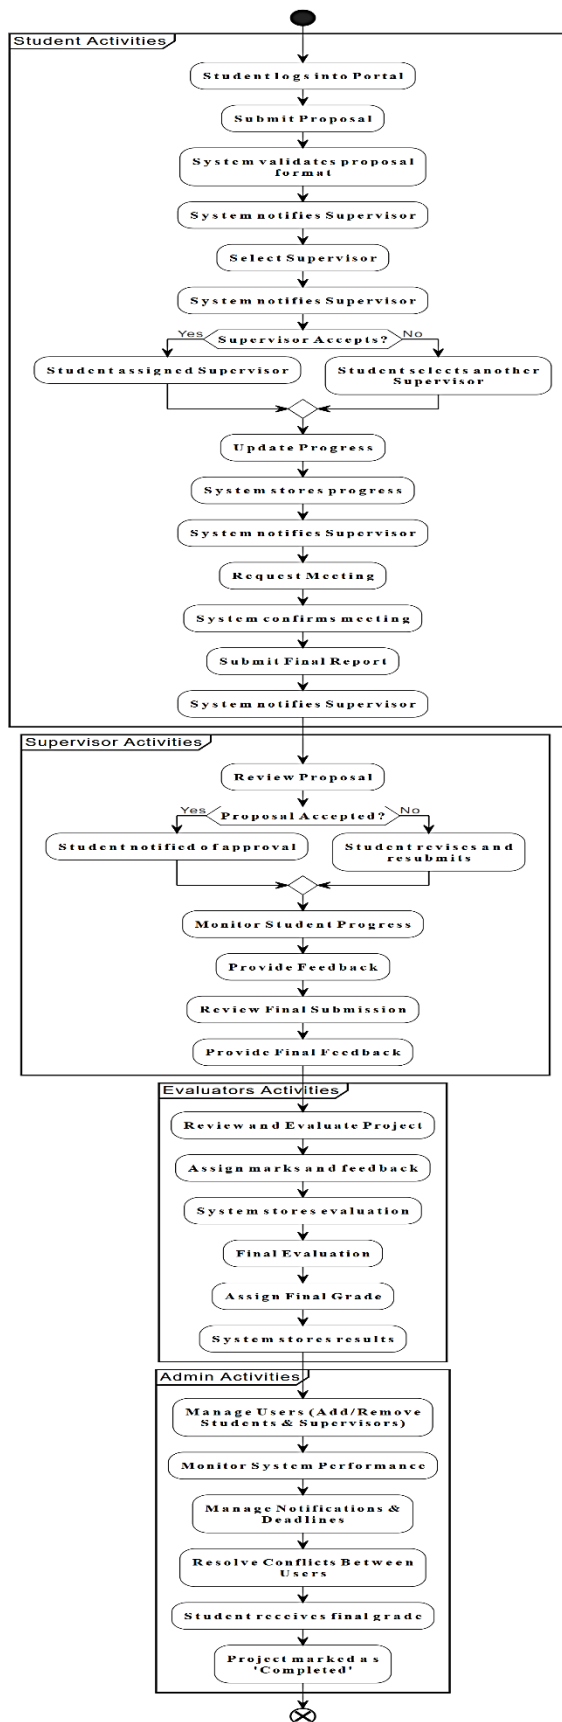 Student Activities
Student logs into Portal
Submit Proposal
System validates proposal
format
System notifies Supervisor
Select Supervisor
System notifies Supervisor
Yes
Supervisor Accepts?
No
Student assigned Supervisor
Student selects another
Supervisor
Update Progress
System stores progress
System notifies Supervisor
Request Meeting
System confirms meeting
Submit Final Report
System notifies Supervisor
Supervisor Activities
Review Proposal
Yes
Proposal Accepted?
No
Student notified of approval
Student revises and
resubmits
Monitor Student Progress
Provide Feedback
Review Final Submission
Provide Final Feedback
Evaluators Activities
Review and Evaluate Project
Assign marks and feedback
System stores evaluation
Final Evaluation
Assign Final Grade
System stores results
Admin Activities
Manage Users (Add/Remove
Students & Supervisors)
Monitor System Performance
Manage Notifications &
Deadlines
Resolve Conflicts Between
Users
Student receives final grade
Project marked as
'Completed'